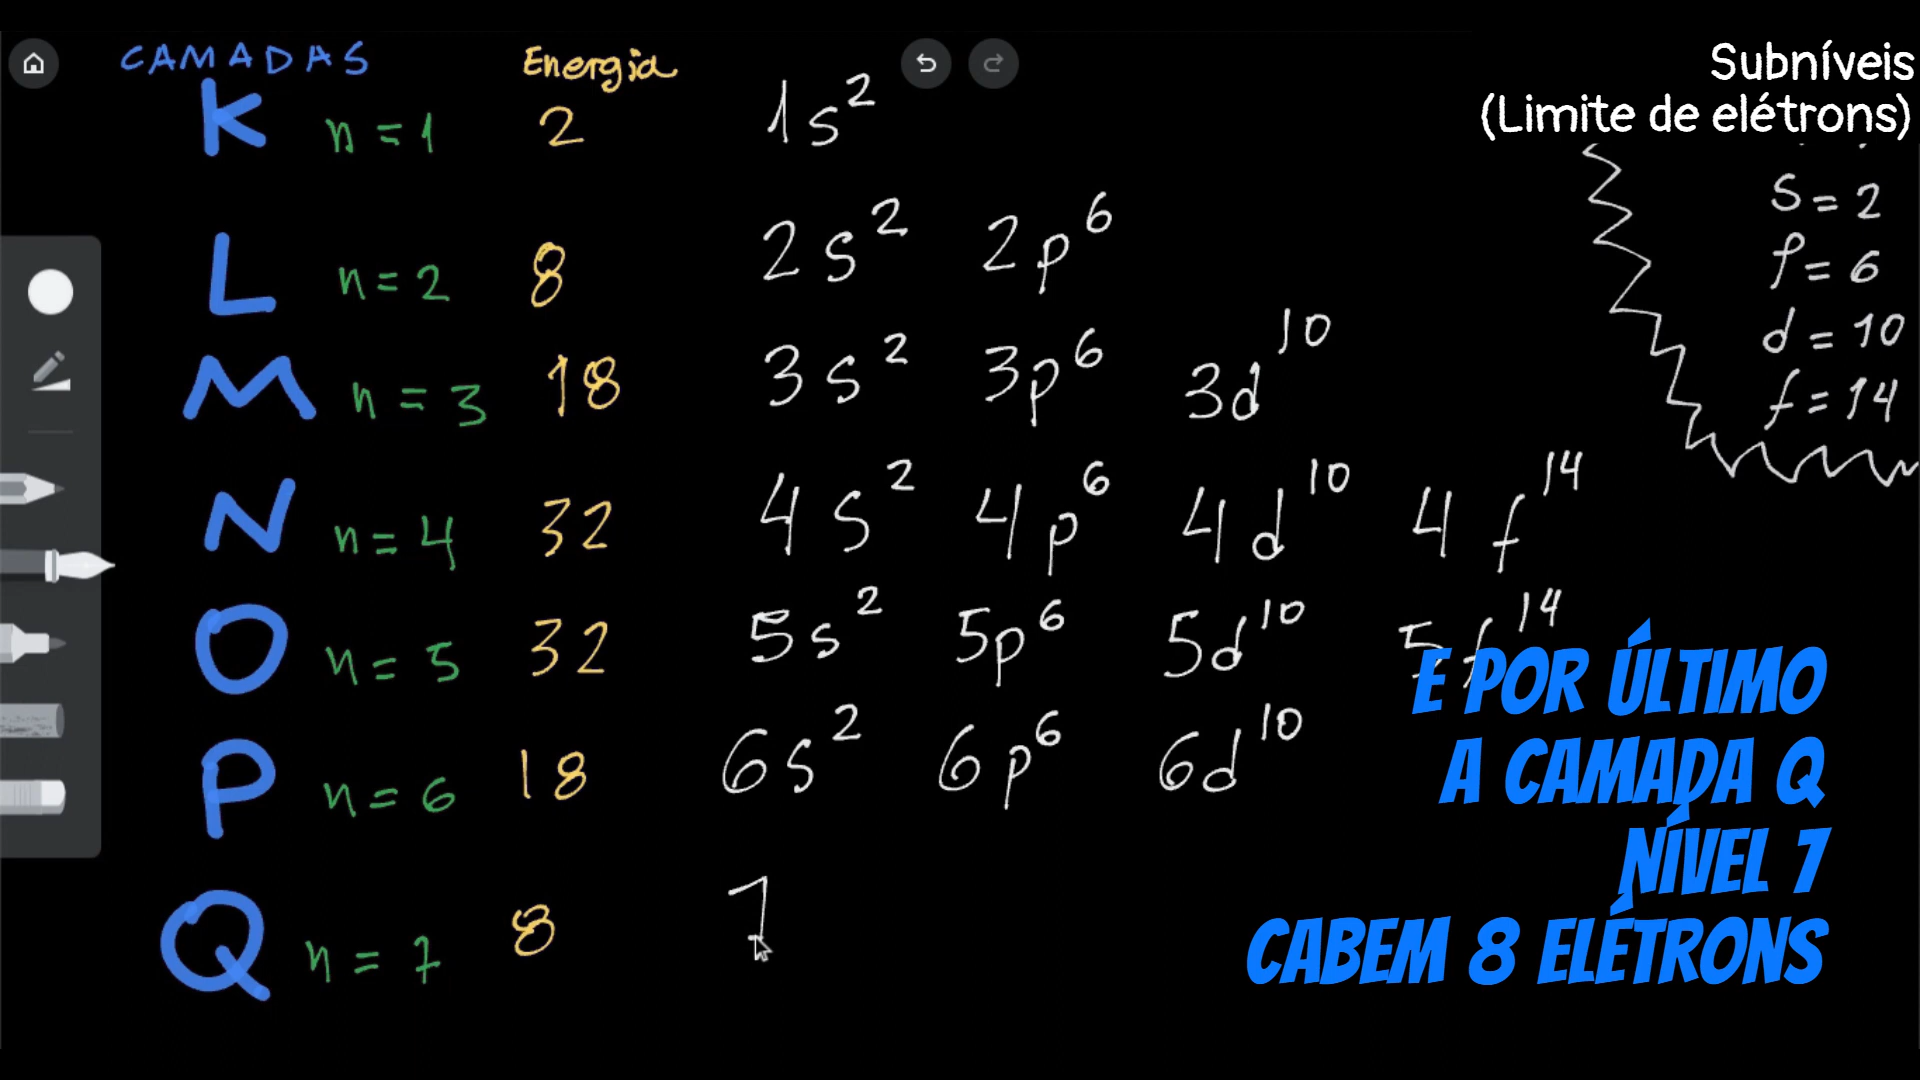 CAMADAS Energia
Subníveis
(Limite de elétrons)
K n = 1 2 1s²
s = 2
L n = 2 8 2s² 2p⁶
p = 6
d = 10
M n = 3 18 3s² 3p⁶ 3d¹⁰
f = 14
N n = 4 32 4s² 4p⁶ 4d¹⁰ 4f¹⁴
O n = 5 32 5s² 5p⁶ 5d¹⁰ 5f¹⁴
P n = 6 18 6s² 6p⁶ 6d¹⁰
Q n = 7 8 7
E POR ÚLTIMO
A CAMADA Q
NÍVEL 7
CABEM 8 ELÉTRONS